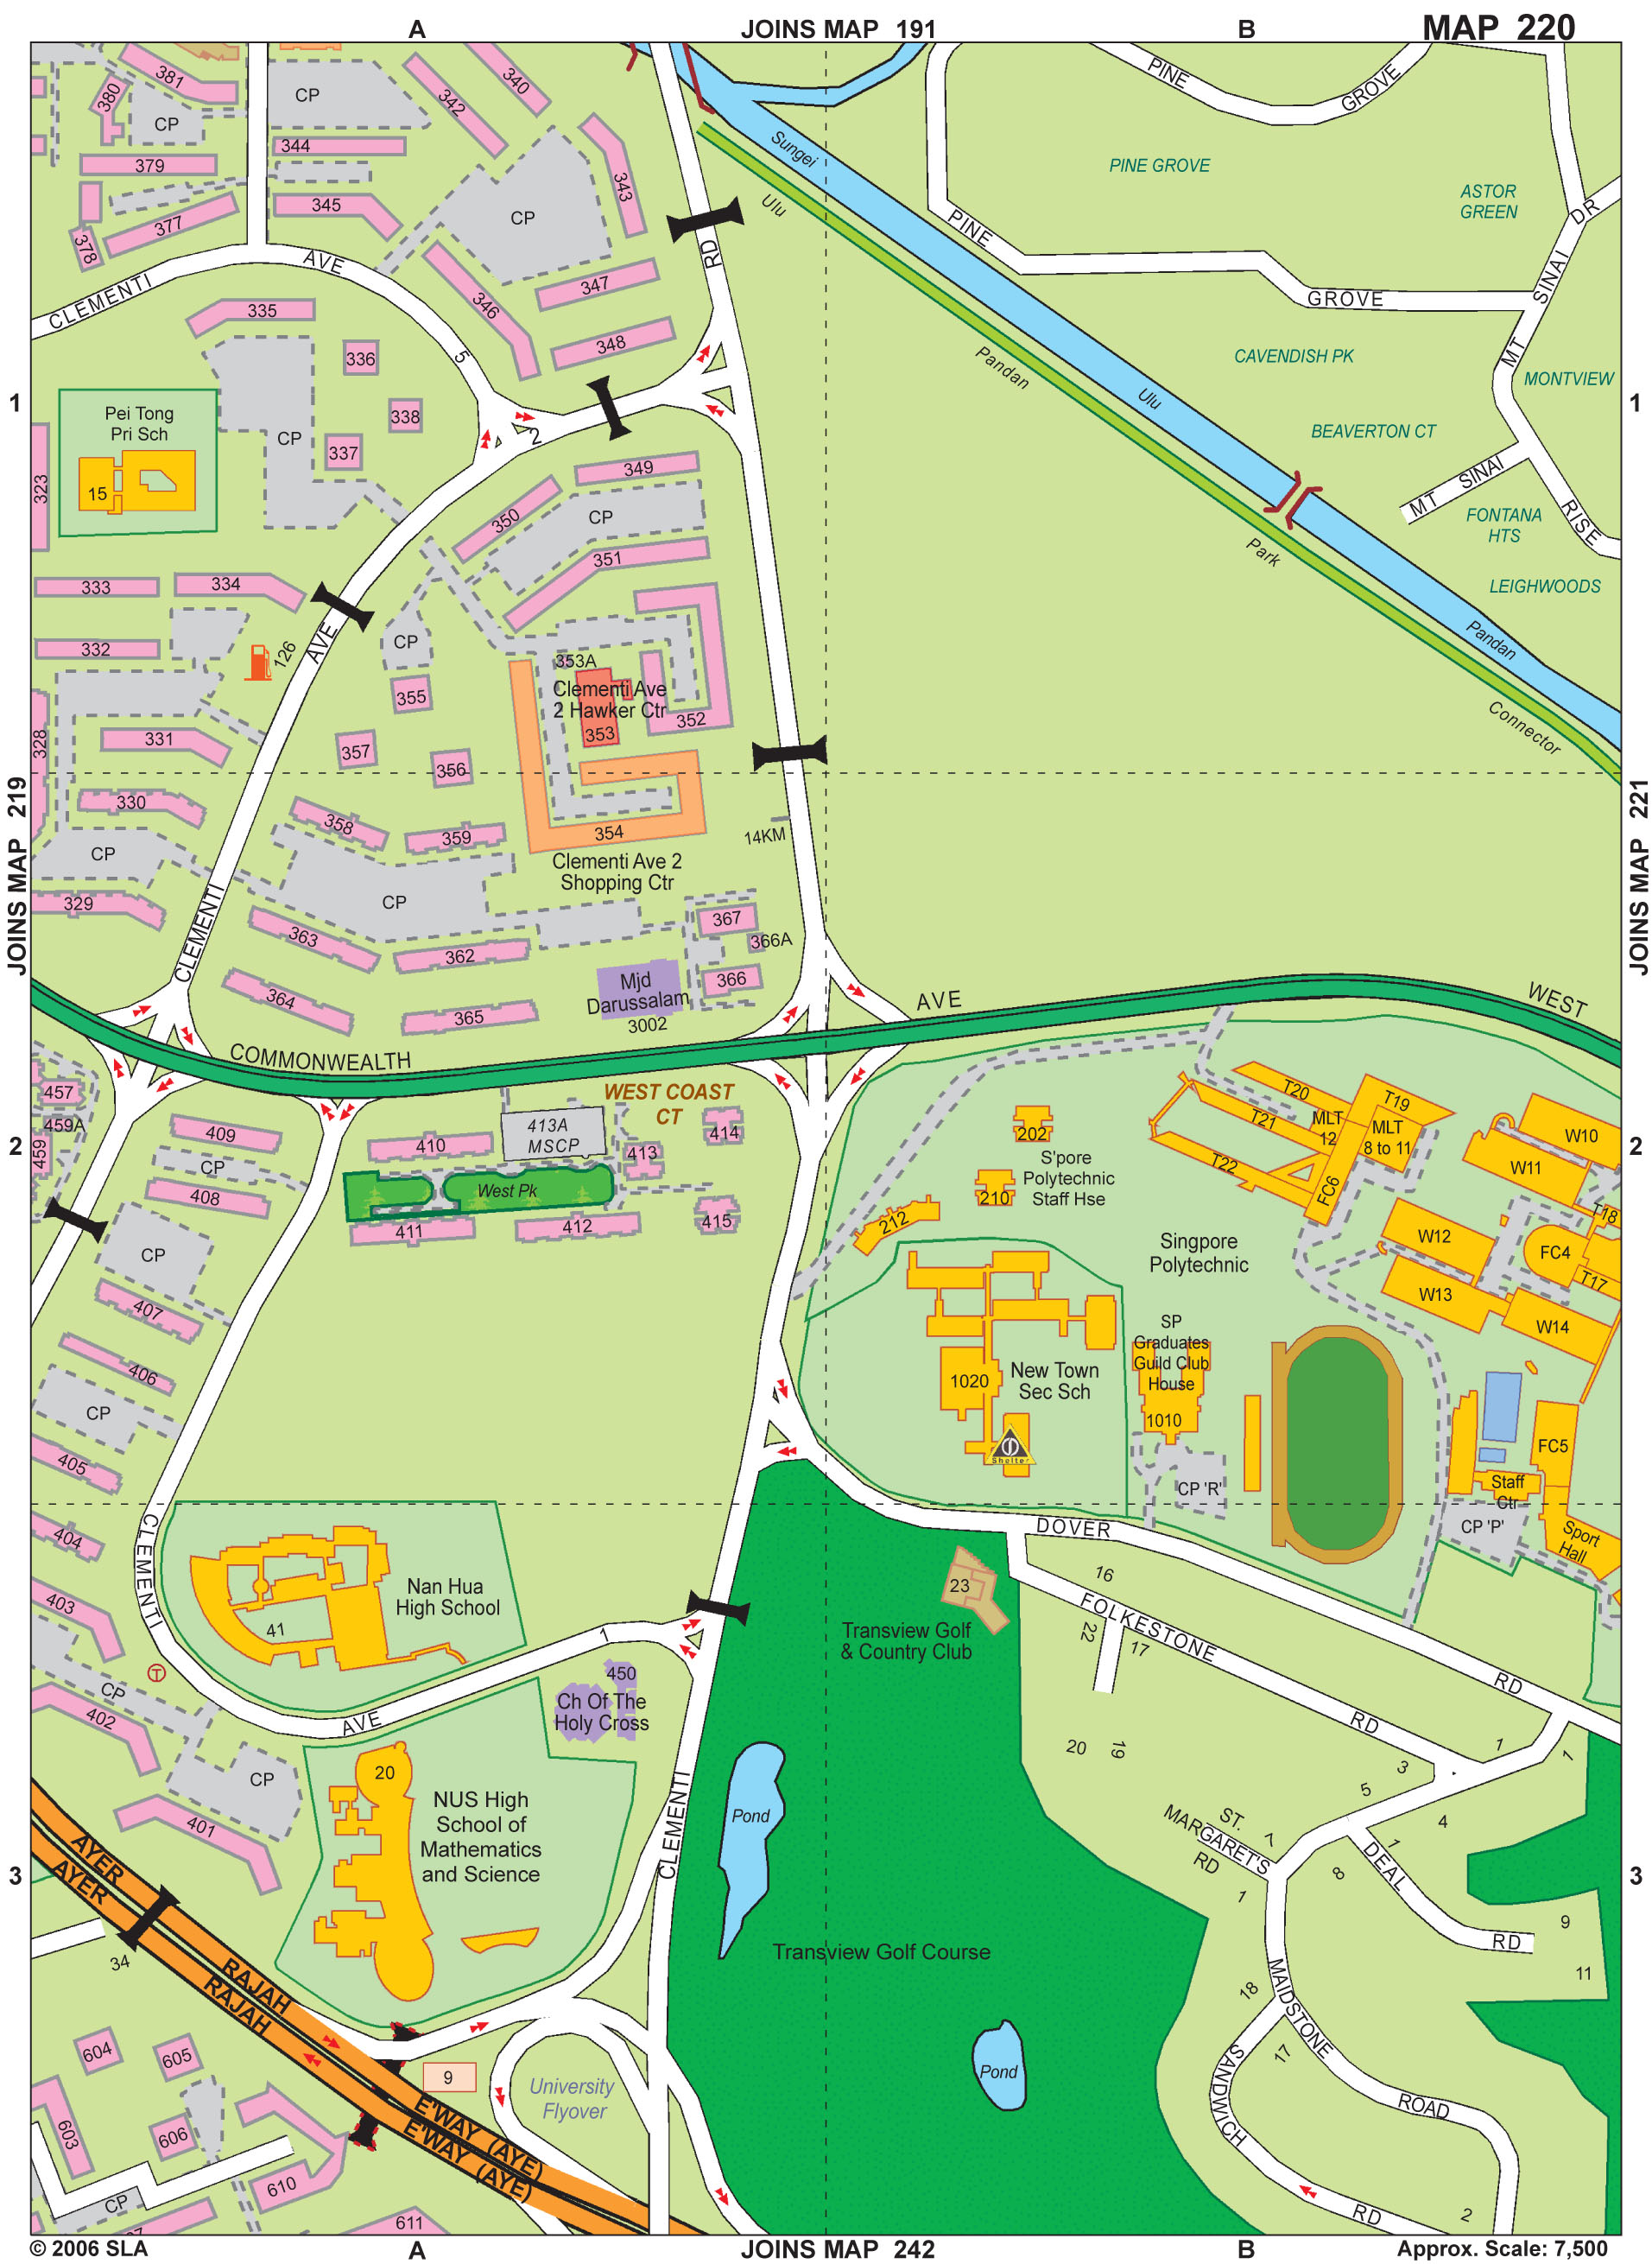 A
JOINS MAP 191
B
MAP 220
381
380
CP
CP
342
340
344
379
345
343
377
378
CP
RD
Sungei
Ulu
PINE
GROVE
PINE GROVE
ASTOR
GREEN
DR
PINE
GROVE
MT SINAI
CLEMENTI
AVE
5
335
346
347
348
336
338
337
CP
2
Pandan
Ulu
CAVENDISH PK
MONTVIEW
BEAVERTON CT
1
1
Pei Tong
Pri Sch
15
323
349
350
CP
351
MT SINAI
RISE
FONTANA
HTS
LEIGHWOODS
Park
Pandan
Connector
333
334
332
126
AVE
CP
355
353A
Clementi Ave
2 Hawker Ctr
353
352
328
331
357
356
330
358
359
354
14KM
Clementi Ave 2
Shopping Ctr
CP
CP
329
JOINS MAP 219
JOINS MAP 221
CLEMENTI
363
362
367
366A
366
364
365
Mjd
Darussalam
3002
AVE
WEST
COMMONWEALTH
WEST COAST
CT
457
459A
459
409
CP
408
410
413A
MSCP
414
413
West Pk
411
412
415
2
2
202
S'pore
Polytechnic
Staff Hse
210
212
T20
T21
T22
MLT
12
T19
MLT
8 to 11
FC6
W10
W11
T18
W12
FC4
T17
W13
W14
Singpore
Polytechnic
CP
407
406
CP
405
SP
Graduates
Guild Club
House
1010
1020
New Town
Sec Sch
Shelter
CP 'R'
FC5
Staff
Ctr
CP 'P'
Sport
Hall
404
CLEMENTI
403
Nan Hua
High School
41
1
DOVER
RD
23
Transview Golf
& Country Club
16
FOLKESTONE
RD
22
17
20
19
T
CP
402
AVE
450
Ch Of The
Holy Cross
CP
401
20
NUS High
School of
Mathematics
and Science
CLEMENTI
Pond
3
1
1
5
4
ST.
MARGARET'S
RD
7
1
8
1
DEAL
RD
9
11
3
3
AYER
AYER
RAJAH
RAJAH
34
Transview Golf Course
18
MAIDSTONE
ROAD
17
SANDWICH
RD
2
604
605
603
606
9
University
Flyover
Pond
E'WAY (AYE)
E'WAY (AYE)
610
CP
611
© 2006 SLA
A
JOINS MAP 242
B
Approx. Scale: 7,500